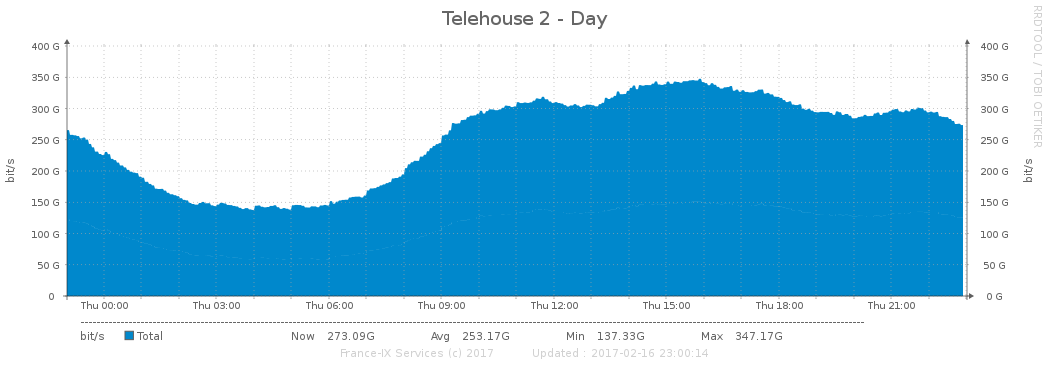 Telehouse 2 - Day
RRDTOOL / TOBI OETIKER
400 G 400 G
350 G 350 G
300 G 300 G
250 G 250 G
200 G 200 G
150 G 150 G
100 G 100 G
50 G 50 G
0 0 G
bit/s bit/s
Thu 00:00 Thu 03:00 Thu 06:00 Thu 09:00 Thu 12:00 Thu 15:00 Thu 18:00 Thu 21:00
bit/s Total Now 273.09G Avg 253.17G Min 137.33G Max 347.17G
France-IX Services (c) 2017 Updated : 2017-02-16 23:00:14